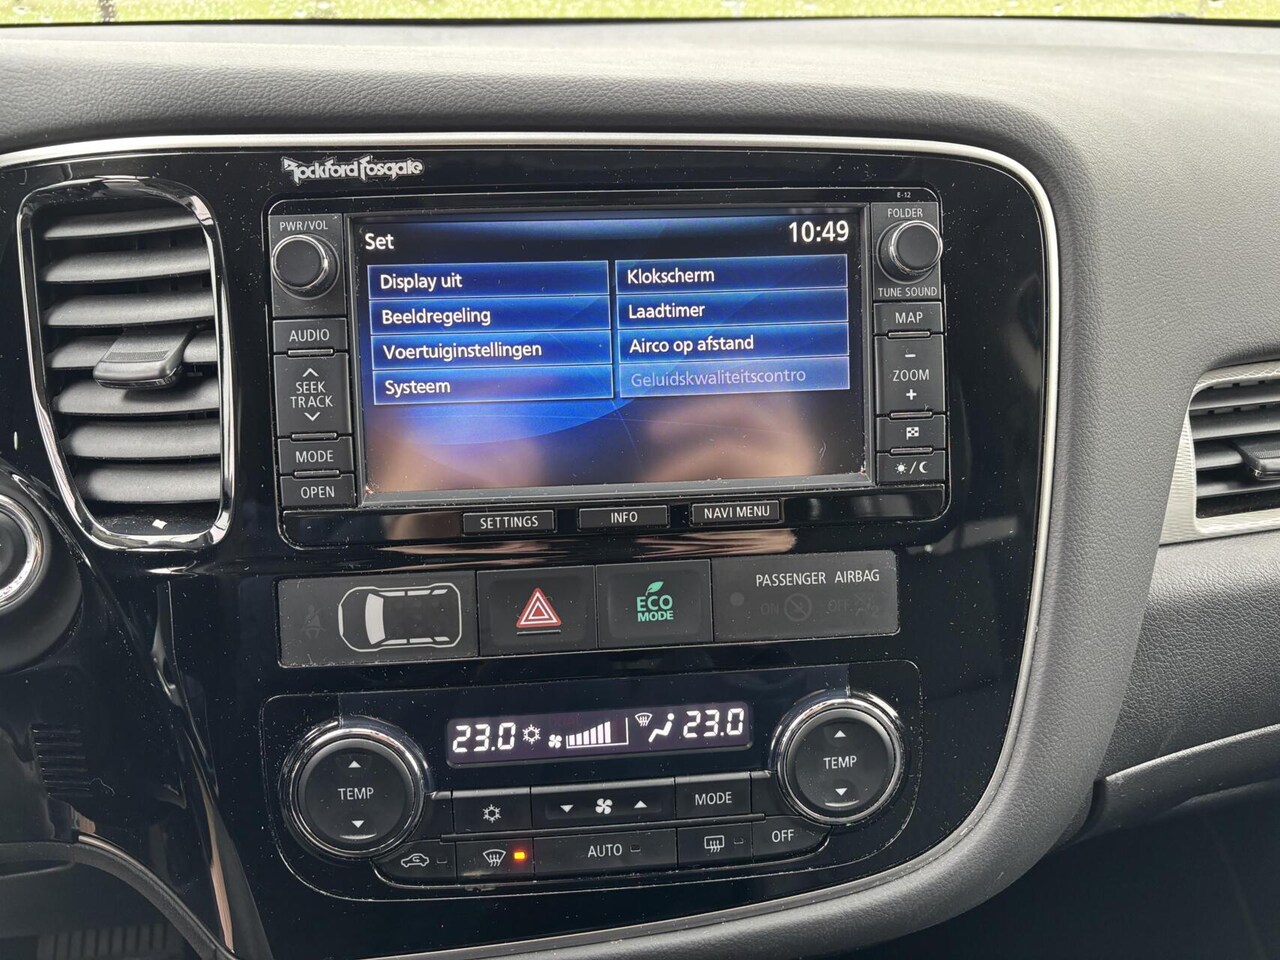 Rockford Fosgate
E-12
PWR/VOL
FOLDER
Set
10:49
Display uit
Klokscherm
Beeldregeling
Laadtimer
Voertuiginstellingen
Airco op afstand
Systeem
Geluidskwaliteitscontro
TUNE SOUND
AUDIO
MAP
SEEK
TRACK
ZOOM
MODE
OPEN
SETTINGS
INFO
NAVI MENU
ECO
MODE
PASSENGER AIRBAG
ON
OFF
23.0
23.0
TEMP
TEMP
MODE
AUTO
OFF